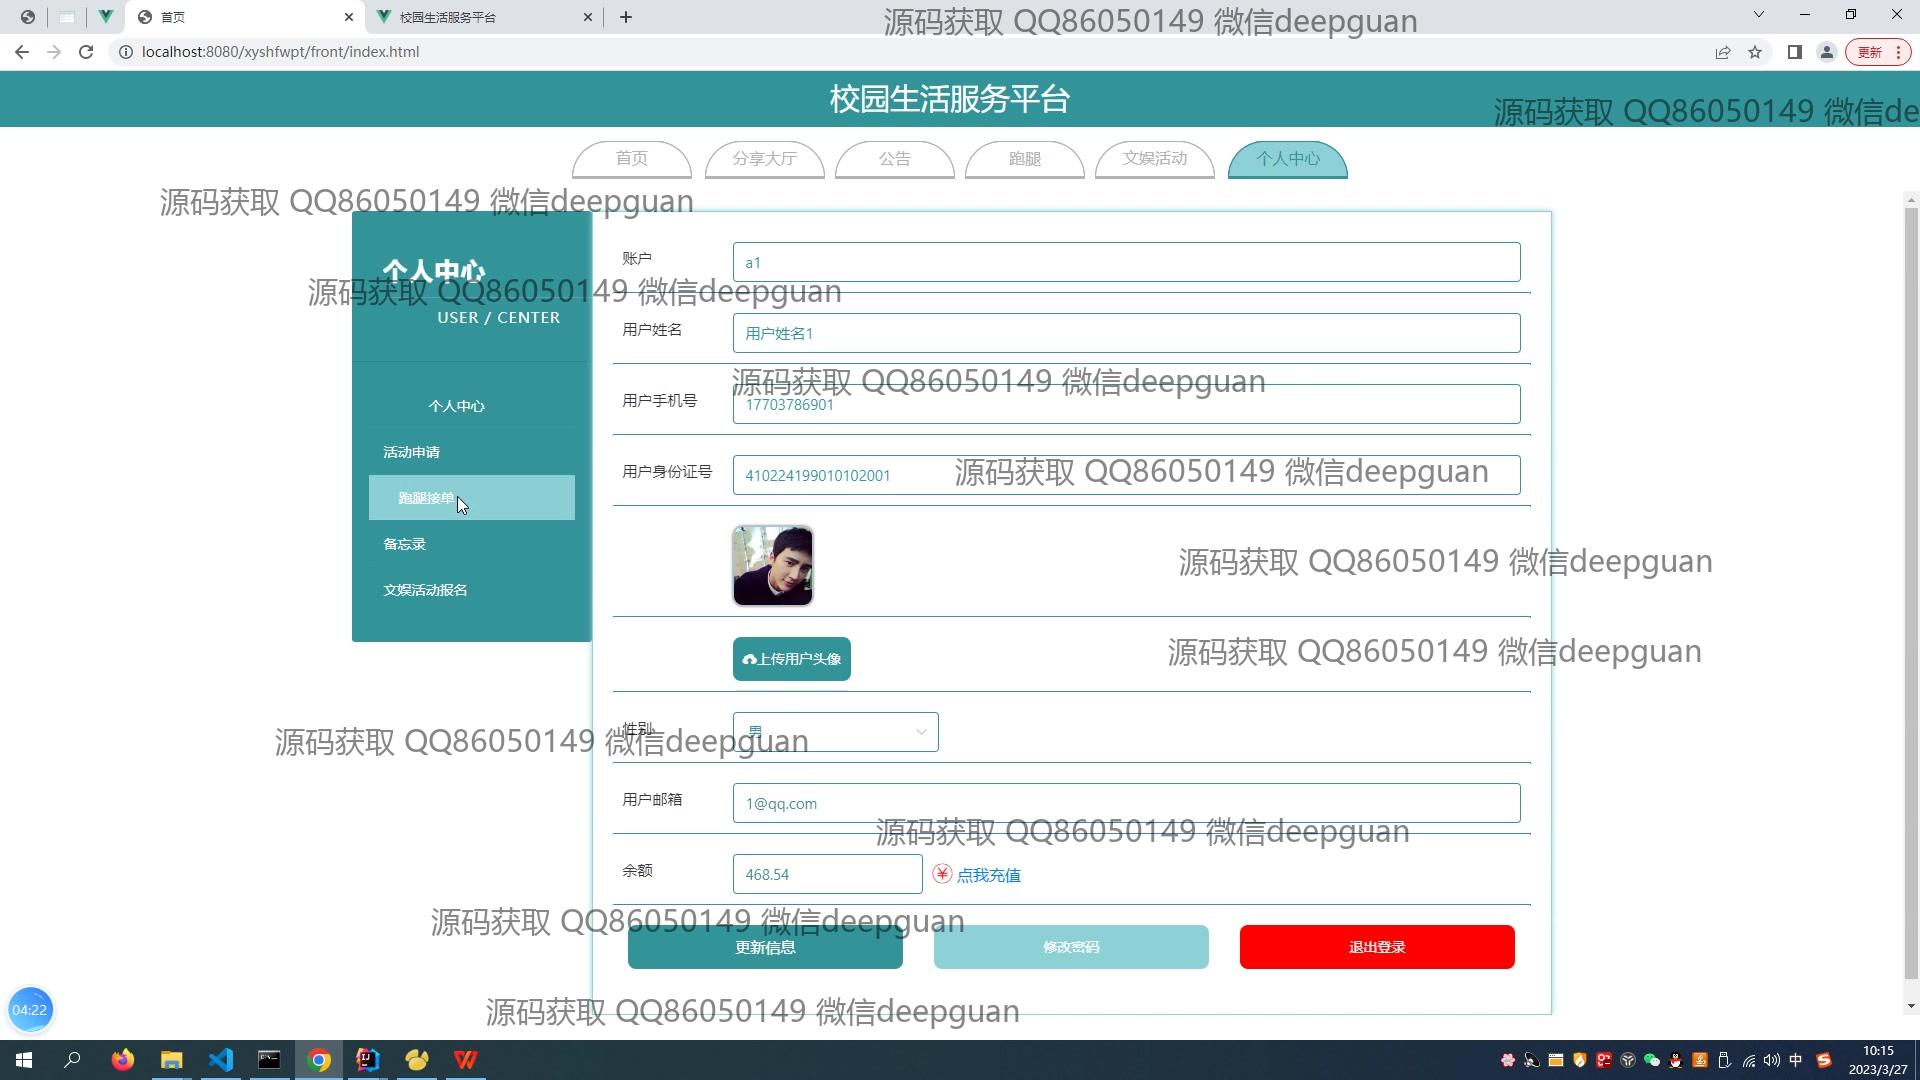 首页
校园生活服务平台
源码获取 QQ86050149 微信deepguan
localhost:8080/xyshfwpt/front/index.html
更新
校园生活服务平台
源码获取 QQ86050149 微信de
首页
分享大厅
公告
跑腿
文娱活动
个人中心
源码获取 QQ86050149 微信deepguan
个人中心
源码获取 QQ86050149 微信deepguan
USER / CENTER
个人中心
活动申请
跑腿接单
备忘录
文娱活动报名
账户
a1
用户姓名
用户姓名1
源码获取 QQ86050149 微信deepguan
用户手机号
17703786901
用户身份证号
410224199010102001
源码获取 QQ86050149 微信deepguan
源码获取 QQ86050149 微信deepguan
上传用户头像
源码获取 QQ86050149 微信deepguan
性别
男
源码获取 QQ86050149 微信deepguan
用户邮箱
1@qq.com
源码获取 QQ86050149 微信deepguan
余额
468.54
¥ 点我充值
源码获取 QQ86050149 微信deepguan
更新信息
修改密码
退出登录
源码获取 QQ86050149 微信deepguan
04:22
中
10:15
2023/3/27